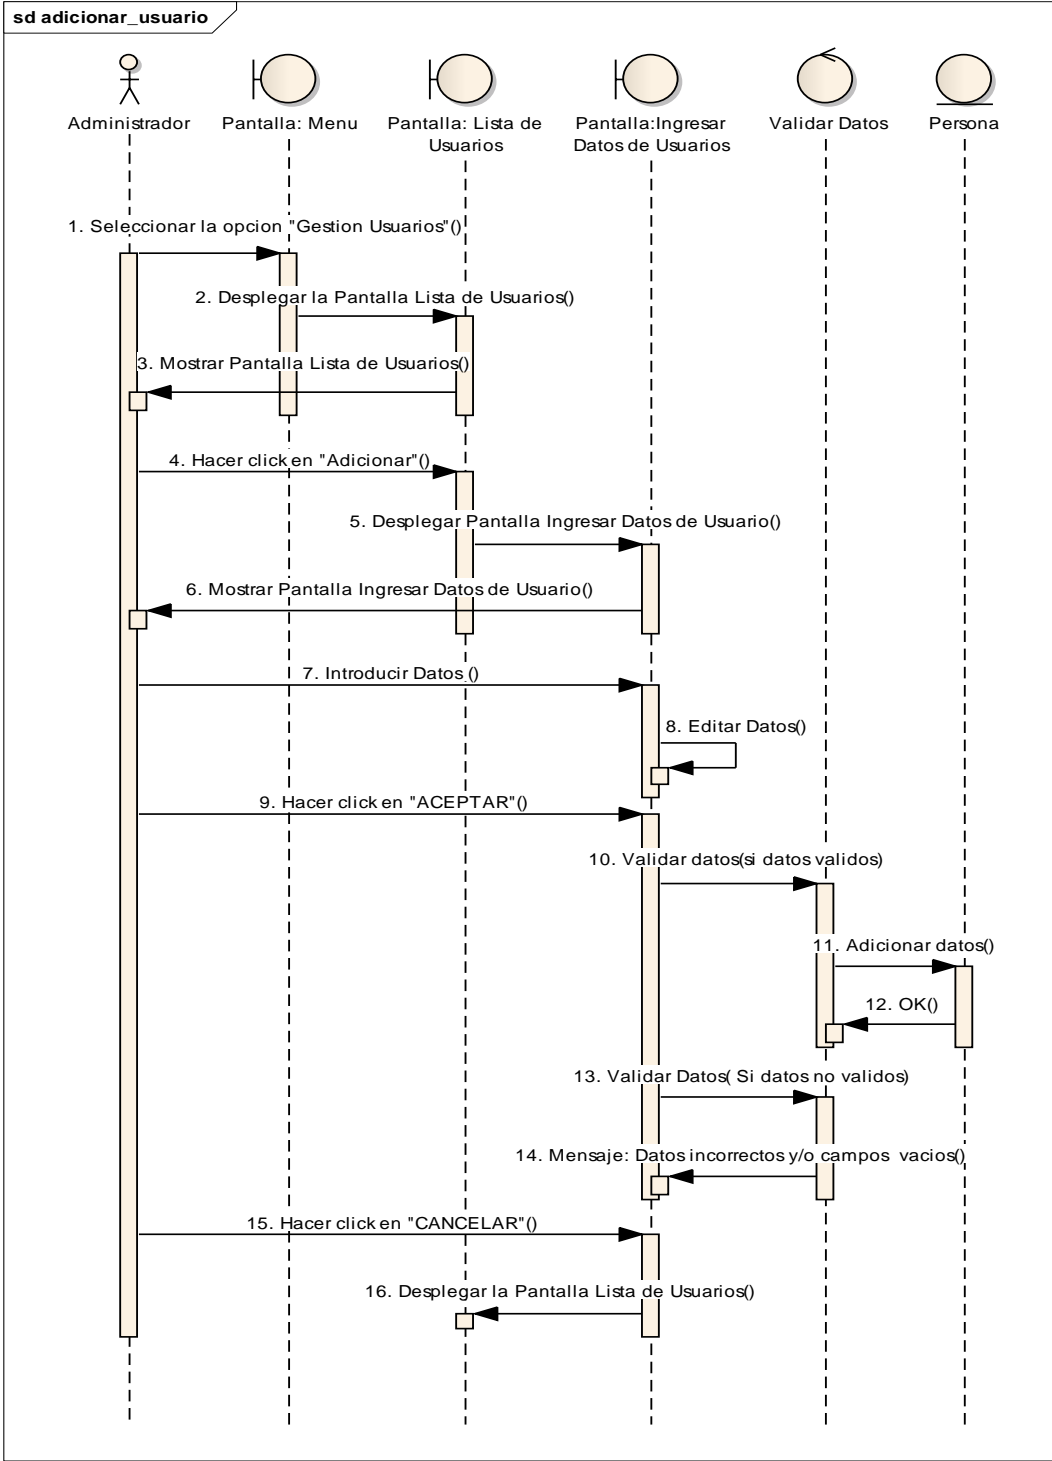 sd adicionar_usuario
Administrador
Pantalla: Menu
Pantalla: Lista de
Usuarios
Pantalla:Ingresar
Datos de Usuarios
Validar Datos
Persona
1. Seleccionar la opcion "Gestion Usuarios"()
2. Desplegar la Pantalla Lista de Usuarios()
3. Mostrar Pantalla Lista de Usuarios()
4. Hacer click en "Adicionar"()
5. Desplegar Pantalla Ingresar Datos de Usuario()
6. Mostrar Pantalla Ingresar Datos de Usuario()
7. Introducir Datos ()
8. Editar Datos()
9. Hacer click en "ACEPTAR"()
10. Validar datos(si datos validos)
11. Adicionar datos()
12. OK()
13. Validar Datos( Si datos no validos)
14. Mensaje: Datos incorrectos y/o campos vacios()
15. Hacer click en "CANCELAR"()
16. Desplegar la Pantalla Lista de Usuarios()